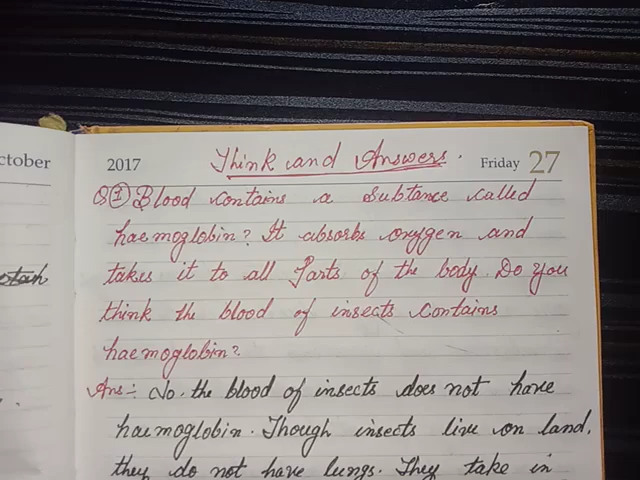 ctober
2017 Think and Answers. Friday 27
Q① Blood contains a subtance called
haemoglobin? It absorbs oxygen and
takes it to all Parts of the body. Do you
think the blood of insects contains
haemoglobin?
Ans:- No. the blood of insects does not have
haemoglobin. Though insects live on land,
they do not have lungs. They take in